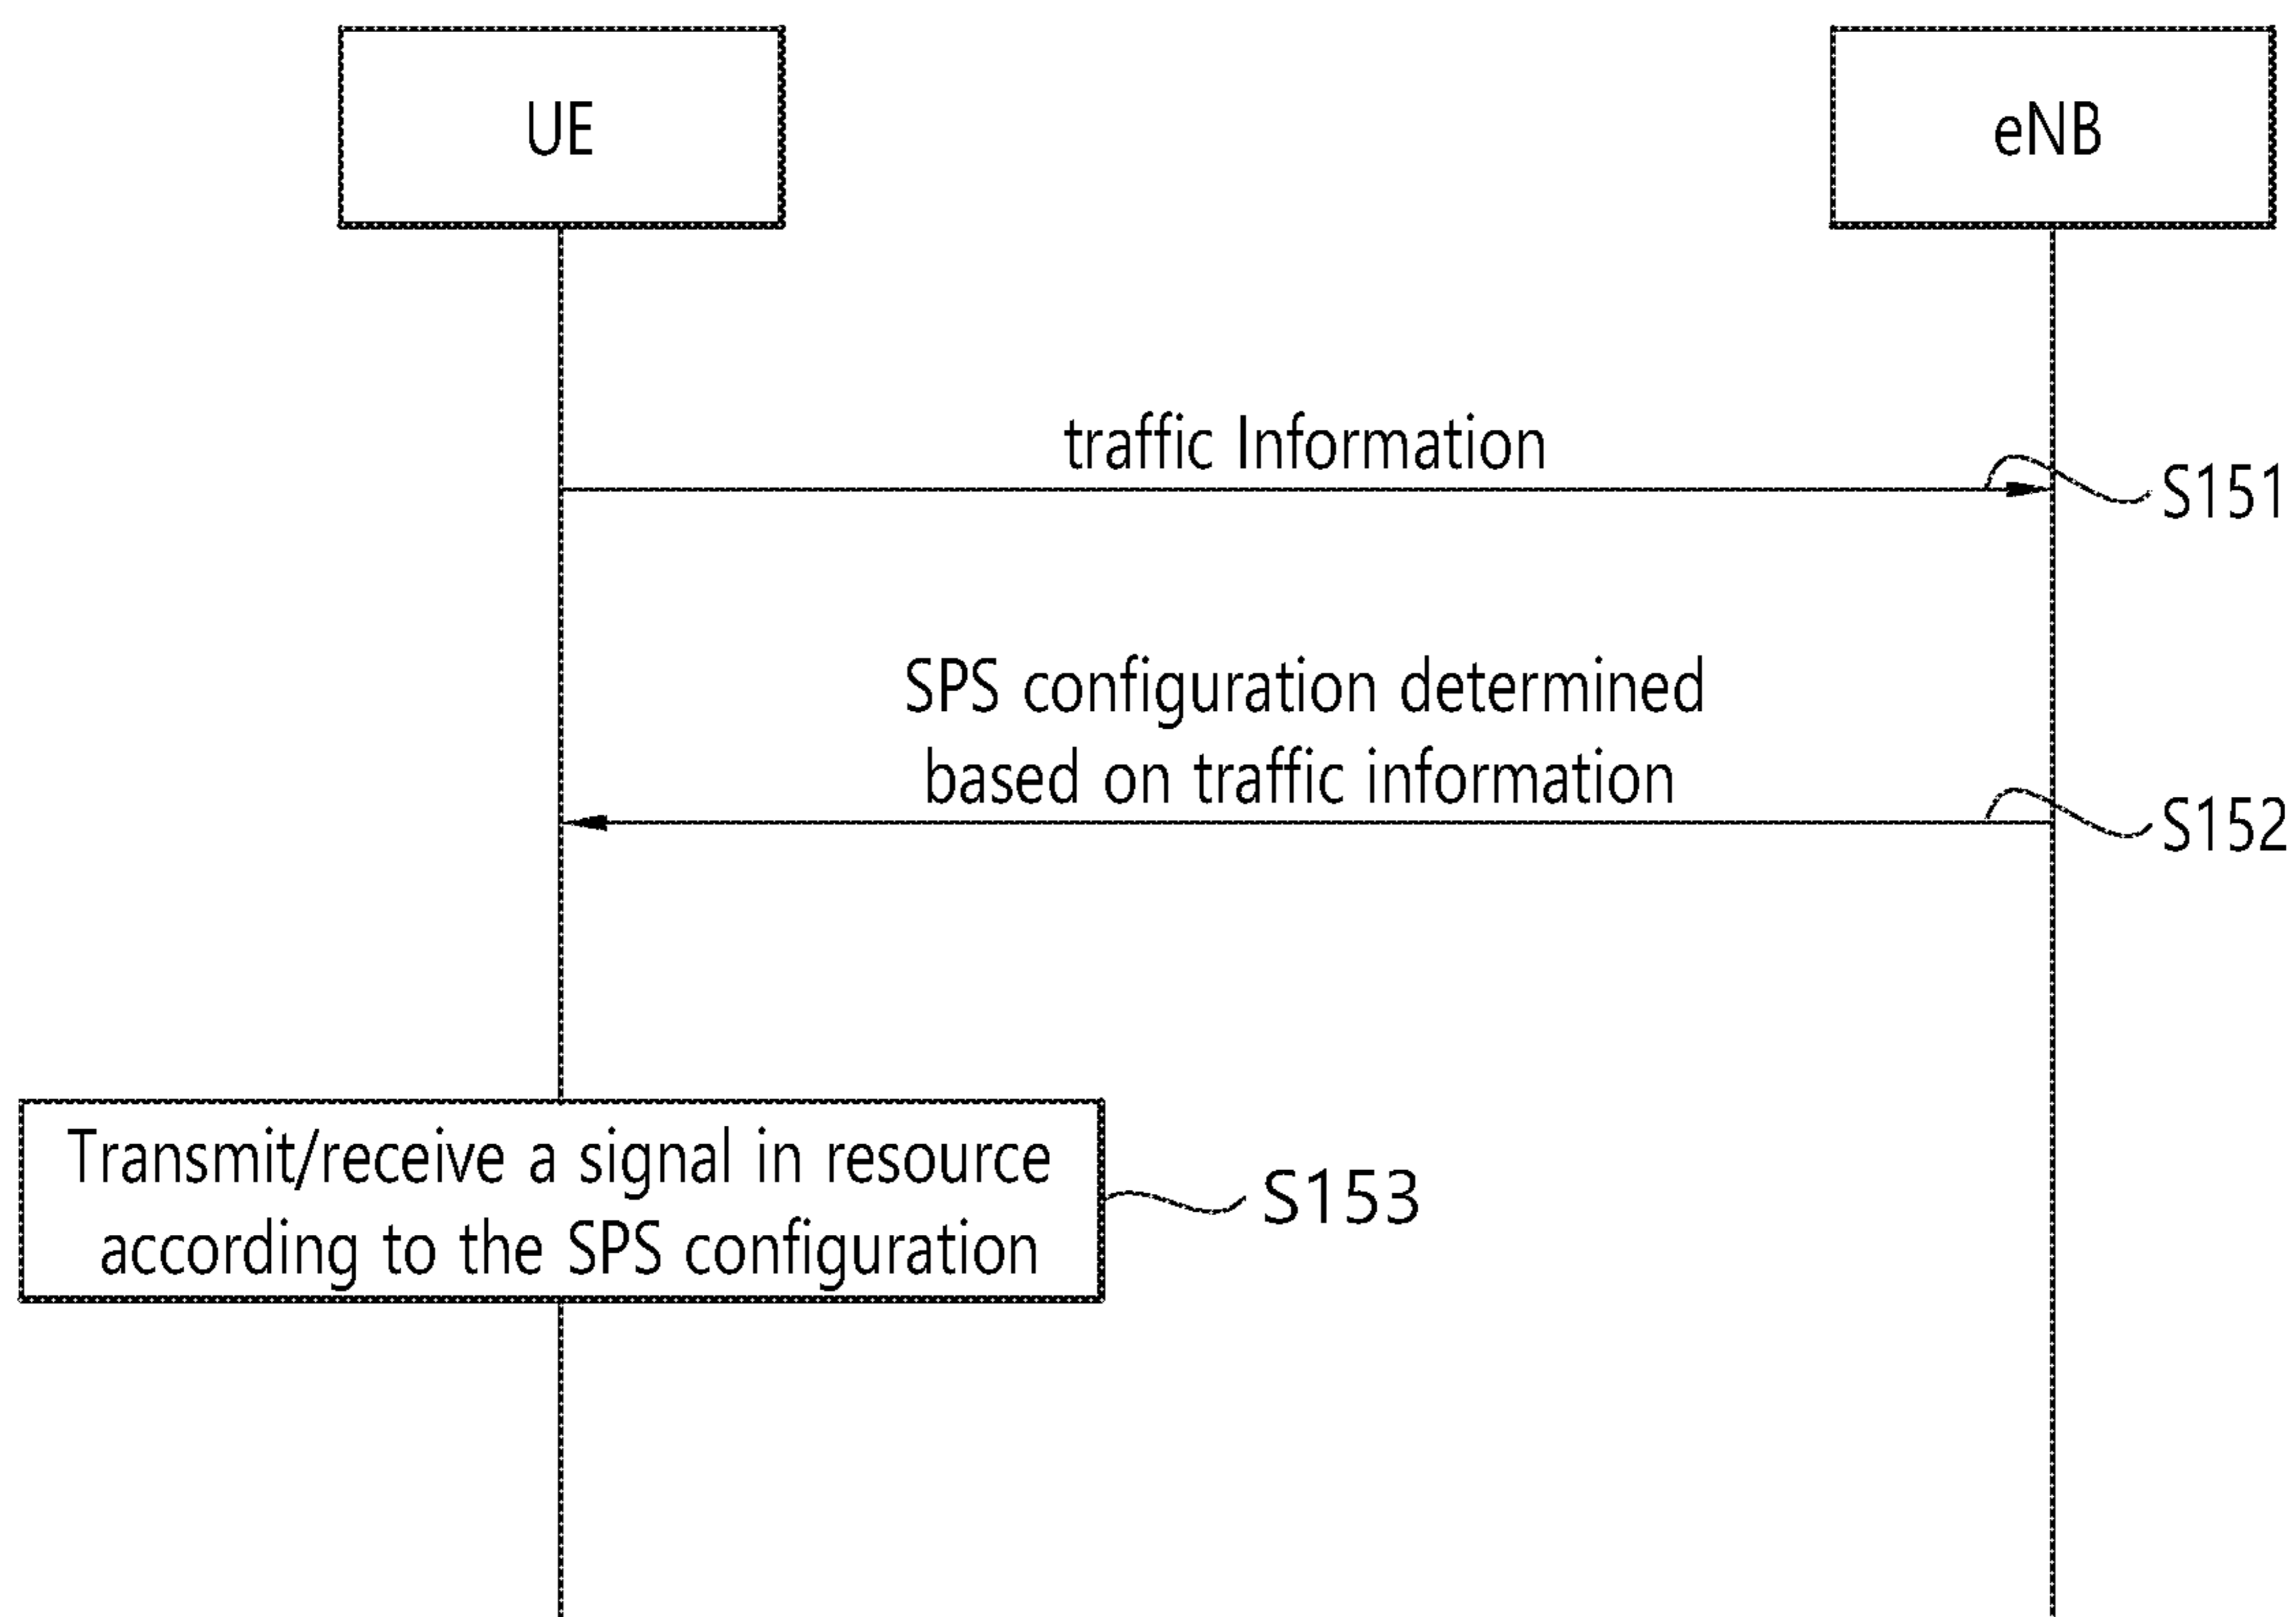 UE
eNB
traffic Information
S151
SPS configuration determined
based on traffic information
S152
Transmit/receive a signal in resource
according to the SPS configuration
S153